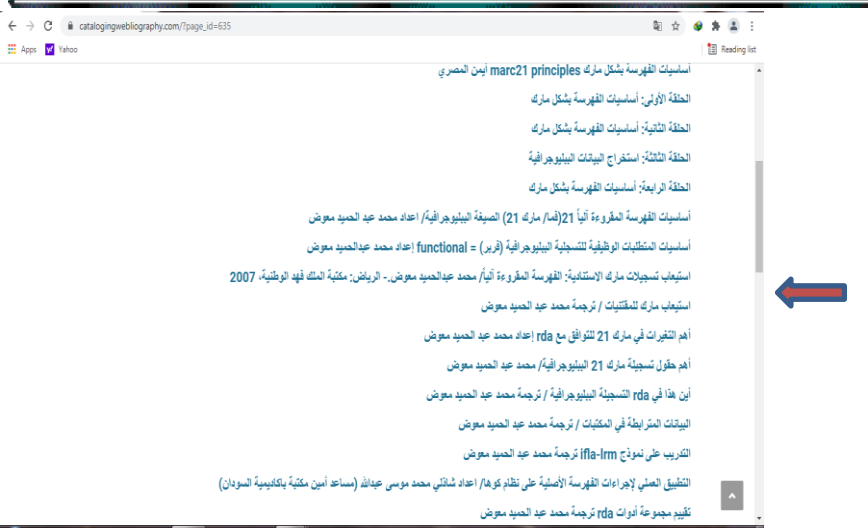 catalogingwebliography.com/?page_id=635
Apps Yahoo Reading list
أساسيات الفهرسة بشكل مارك marc21 principles أيمن المصري
الحلقة الأولى: أساسيات الفهرسة بشكل مارك
الحلقة الثانية: أساسيات الفهرسة بشكل مارك
الحلقة الثالثة: استخراج البيانات الببليوجرافية
الحلقة الرابعة: أساسيات الفهرسة بشكل مارك
أساسيات الفهرسة المقروءة آلياً 21(فما/ مارك 21) الصيغة الببليوجرافية/ اعداد محمد عبد الحميد معوض
أساسيات المتطلبات الوظيفية للتسجيلية الببليوجرافية (فربر) = functional إعداد محمد عبدالحميد معوض
استيعاب تسجيلات مارك الاستنادية: الفهرسة المقروءة آلياً/ محمد عبدالحميد معوض.- الرياض: مكتبة الملك فهد الوطنية، 2007
استيعاب مارك للمقتنيات / ترجمة محمد عبد الحميد معوض
أهم التغيرات في مارك 21 للتوافق مع rda إعداد محمد عبد الحميد معوض
أهم حقول تسجيلة مارك 21 الببليوجرافية/ محمد عبد الحميد معوض
أين هذا في rda التسجيلة الببليوجرافية / ترجمة محمد عبد الحميد معوض
البيانات المترابطة في المكتبات / ترجمة محمد عبد الحميد معوض
التدريب على نموذج ifla-lrm ترجمة محمد عبد الحميد معوض
التطبيق العملي لإجراءات الفهرسة الأصلية على نظام كوها/ اعداد شاذلي محمد موسى عبدالله (مساعد أمين مكتبة باكاديمية السودان)
تقييم مجموعة أدوات rda ترجمة محمد عبد الحميد معوض